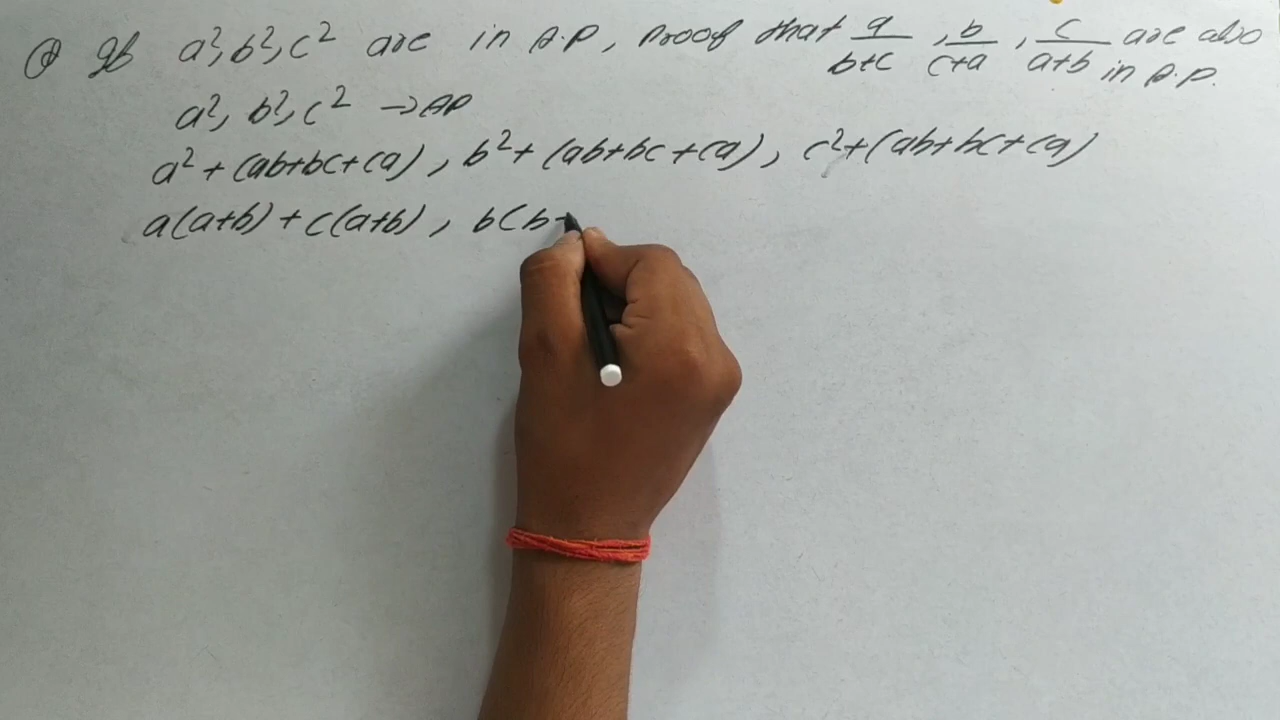 Q If a², b², c² are in A.P, Proof that a/b+c, b/c+a, c/a+b are also in A.P.
a², b², c² → AP
a² + (ab+bc+ca), b² + (ab+bc+ca), c² + (ab+bc+ca)
a(a+b) + c(a+b), b(b+